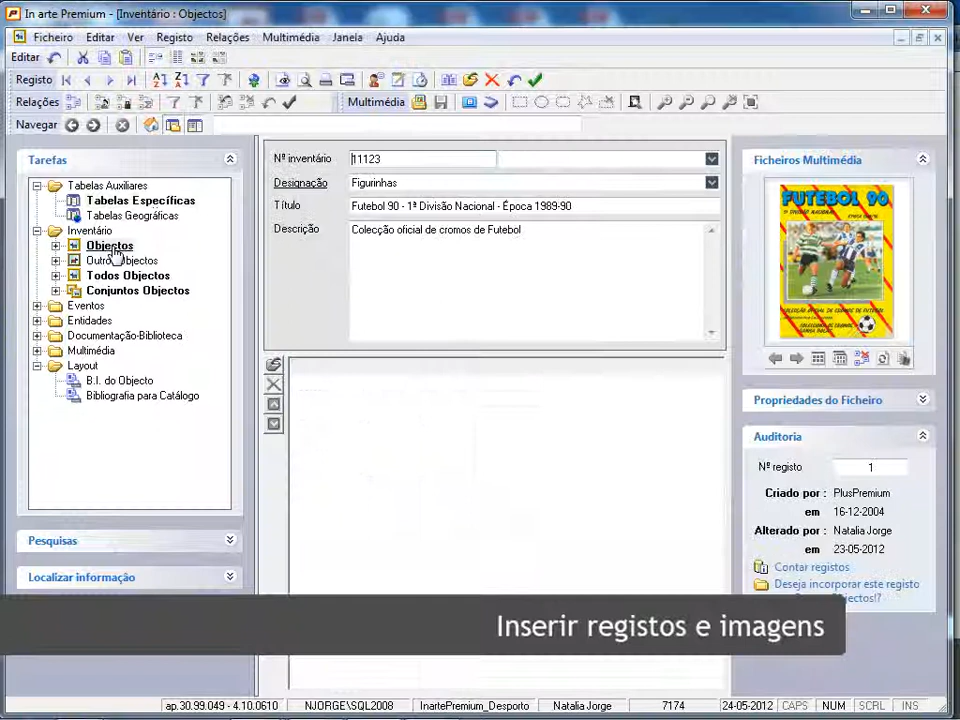 In arte Premium - [Inventário : Objectos]
Ficheiro Editar Ver Registo Relações Multimédia Janela Ajuda
Editar
Registo
Relações Multimédia
Navegar
Tarefas
Tabelas Auxiliares
Tabelas Específicas
Tabelas Geográficas
Inventário
Objectos
Outros Objectos
Todos Objectos
Conjuntos Objectos
Eventos
Entidades
Documentação-Biblioteca
Multimédia
Layout
B.I. do Objecto
Bibliografia para Catálogo
Pesquisas
Localizar informação
Nº inventário 11123
Designação Figurinhas
Título Futebol 90 - 1ª Divisão Nacional - Época 1989-90
Descrição Colecção oficial de cromos de Futebol
Ficheiros Multimédia
FUTEBOL 90
1ª DIVISÃO NACIONAL
Propriedades do Ficheiro
Auditoria
Nº registo 1
Criado por : PlusPremium
em 16-12-2004
Alterado por : Natalia Jorge
em 23-05-2012
Contar registos
Deseja incorporar este registo
Objectos!?
Inserir registos e imagens
ap.30.99.049 - 4.10.0610 NJORGE\SQL2008 InartePremium_Desporto Natalia Jorge 7174 24-05-2012 CAPS NUM SCRL INS